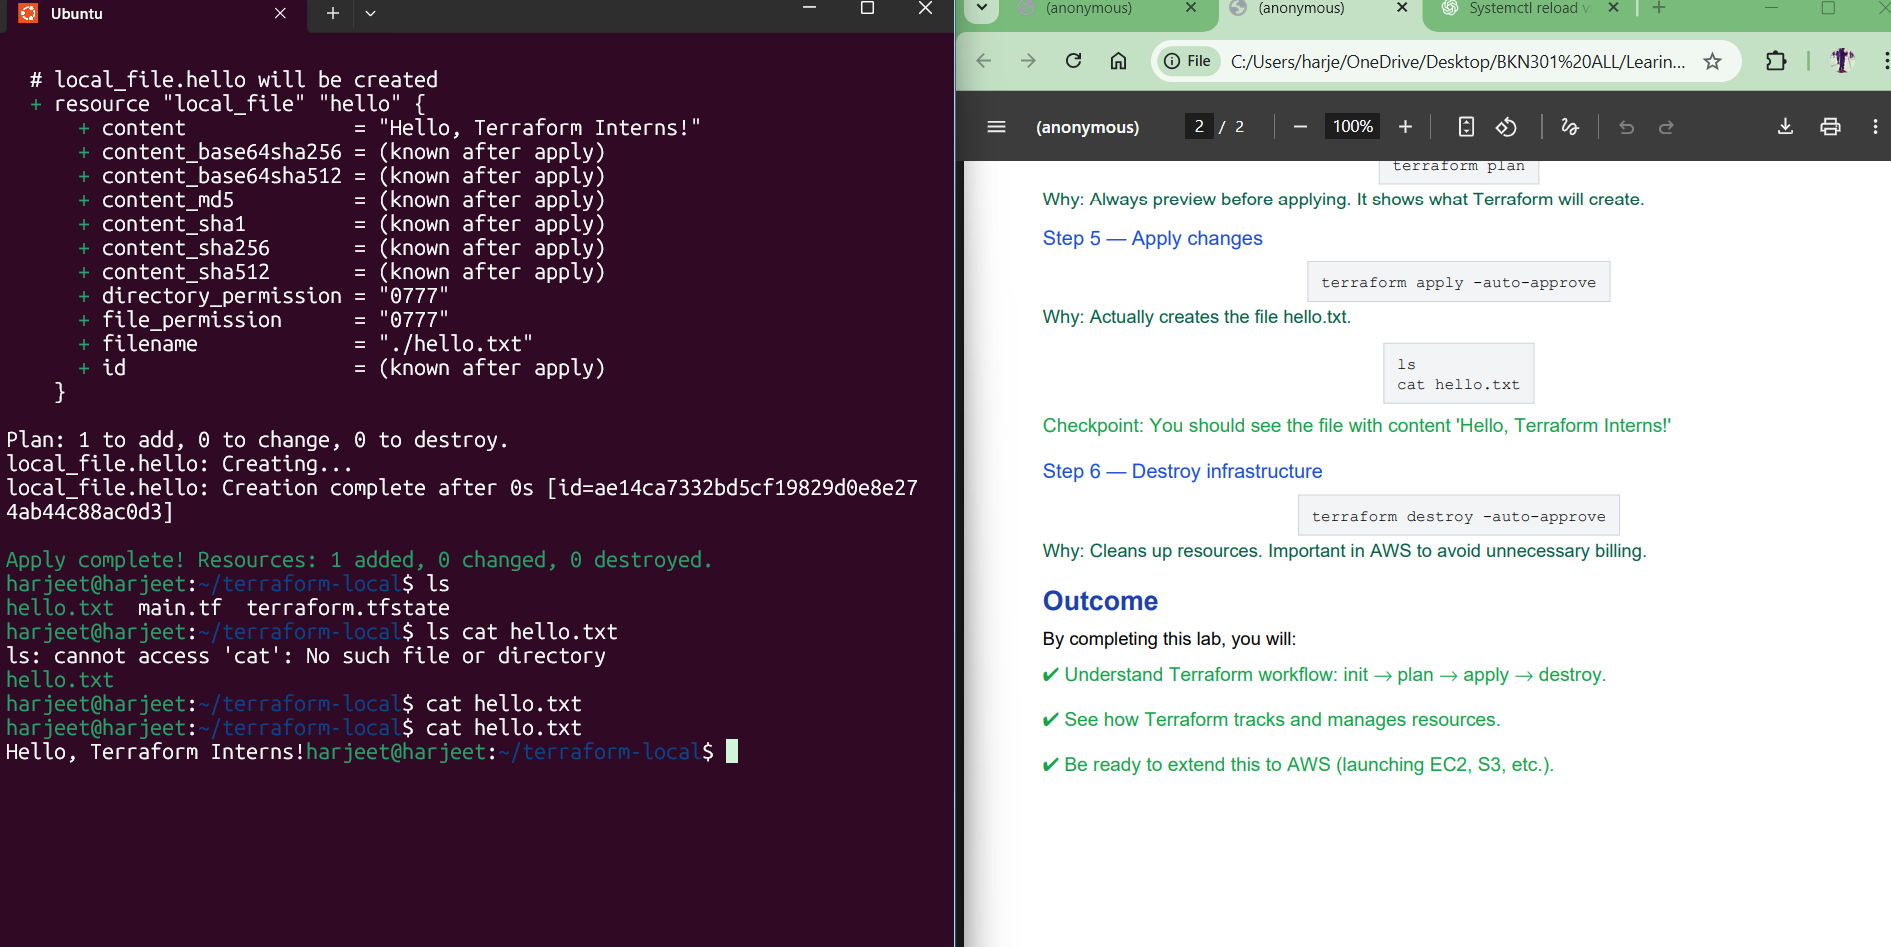 Ubuntu
# local_file.hello will be created
+ resource "local_file" "hello" {
+ content = "Hello, Terraform Interns!"
+ content_base64sha256 = (known after apply)
+ content_base64sha512 = (known after apply)
+ content_md5 = (known after apply)
+ content_sha1 = (known after apply)
+ content_sha256 = (known after apply)
+ content_sha512 = (known after apply)
+ directory_permission = "0777"
+ file_permission = "0777"
+ filename = "./hello.txt"
+ id = (known after apply)
}
Plan: 1 to add, 0 to change, 0 to destroy.
local_file.hello: Creating...
local_file.hello: Creation complete after 0s [id=ae14ca7332bd5cf19829d0e8e27
4ab44c88ac0d3]
Apply complete! Resources: 1 added, 0 changed, 0 destroyed.
harjeet@harjeet:~/terraform-local$ ls
hello.txt main.tf terraform.tfstate
harjeet@harjeet:~/terraform-local$ ls cat hello.txt
ls: cannot access 'cat': No such file or directory
hello.txt
harjeet@harjeet:~/terraform-local$ cat hello.txt
harjeet@harjeet:~/terraform-local$ cat hello.txt
Hello, Terraform Interns!harjeet@harjeet:~/terraform-local$
(anonymous)
(anonymous)
Systemctl reload
File C:/Users/harje/OneDrive/Desktop/BKN301%20ALL/Learin...
(anonymous) 2 / 2 100%
terraform plan
Why: Always preview before applying. It shows what Terraform will create.
Step 5 — Apply changes
terraform apply -auto-approve
Why: Actually creates the file hello.txt.
ls
cat hello.txt
Checkpoint: You should see the file with content 'Hello, Terraform Interns!'
Step 6 — Destroy infrastructure
terraform destroy -auto-approve
Why: Cleans up resources. Important in AWS to avoid unnecessary billing.
Outcome
By completing this lab, you will:
✔ Understand Terraform workflow: init → plan → apply → destroy.
✔ See how Terraform tracks and manages resources.
✔ Be ready to extend this to AWS (launching EC2, S3, etc.).